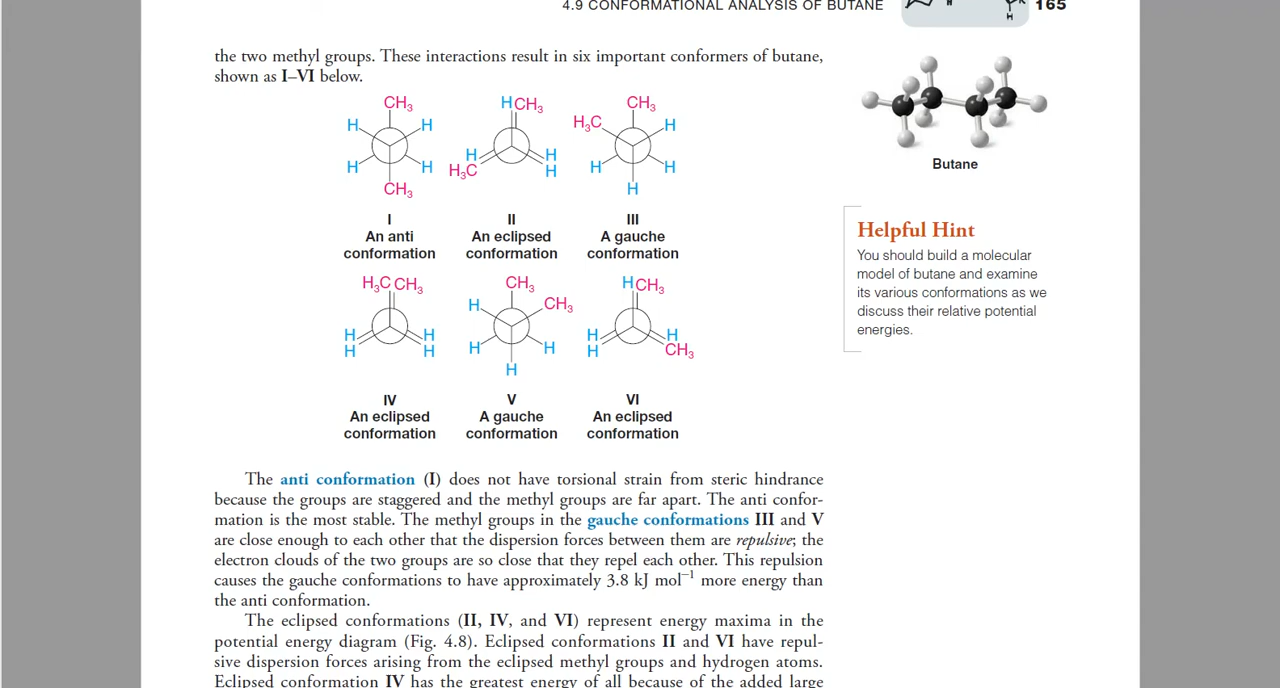 4.9 CONFORMATIONAL ANALYSIS OF BUTANE 165
H
H
the two methyl groups. These interactions result in six important conformers of butane,
shown as I–VI below.
CH₃
H H
H H
CH₃
I
An anti
conformation
HCH₃
H H
H₃C H
II
An eclipsed
conformation
CH₃
H₃C H
H H
H
III
A gauche
conformation
H₃C CH₃
H H
H H
IV
An eclipsed
conformation
CH₃
H CH₃
H H
H
V
A gauche
conformation
HCH₃
H H
H CH₃
VI
An eclipsed
conformation
The anti conformation (I) does not have torsional strain from steric hindrance
because the groups are staggered and the methyl groups are far apart. The anti confor-
mation is the most stable. The methyl groups in the gauche conformations III and V
are close enough to each other that the dispersion forces between them are repulsive; the
electron clouds of the two groups are so close that they repel each other. This repulsion
causes the gauche conformations to have approximately 3.8 kJ mol⁻¹ more energy than
the anti conformation.
The eclipsed conformations (II, IV, and VI) represent energy maxima in the
potential energy diagram (Fig. 4.8). Eclipsed conformations II and VI have repul-
sive dispersion forces arising from the eclipsed methyl groups and hydrogen atoms.
Eclipsed conformation IV has the greatest energy of all because of the added large
Butane
Helpful Hint
You should build a molecular
model of butane and examine
its various conformations as we
discuss their relative potential
energies.